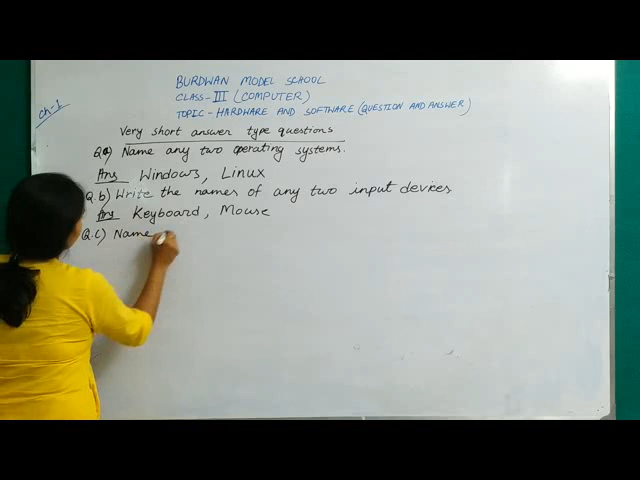 BURDWAN MODEL SCHOOL
Ch-1
CLASS-III (COMPUTER)
TOPIC-HARDWARE AND SOFTWARE (QUESTION AND ANSWER)
Very short answer type questions
Q.a) Name any two operating systems.
Ans Windows, Linux
Q.b) Write the names of any two input devices
Ans Keyboard, Mouse
Q.c) Name